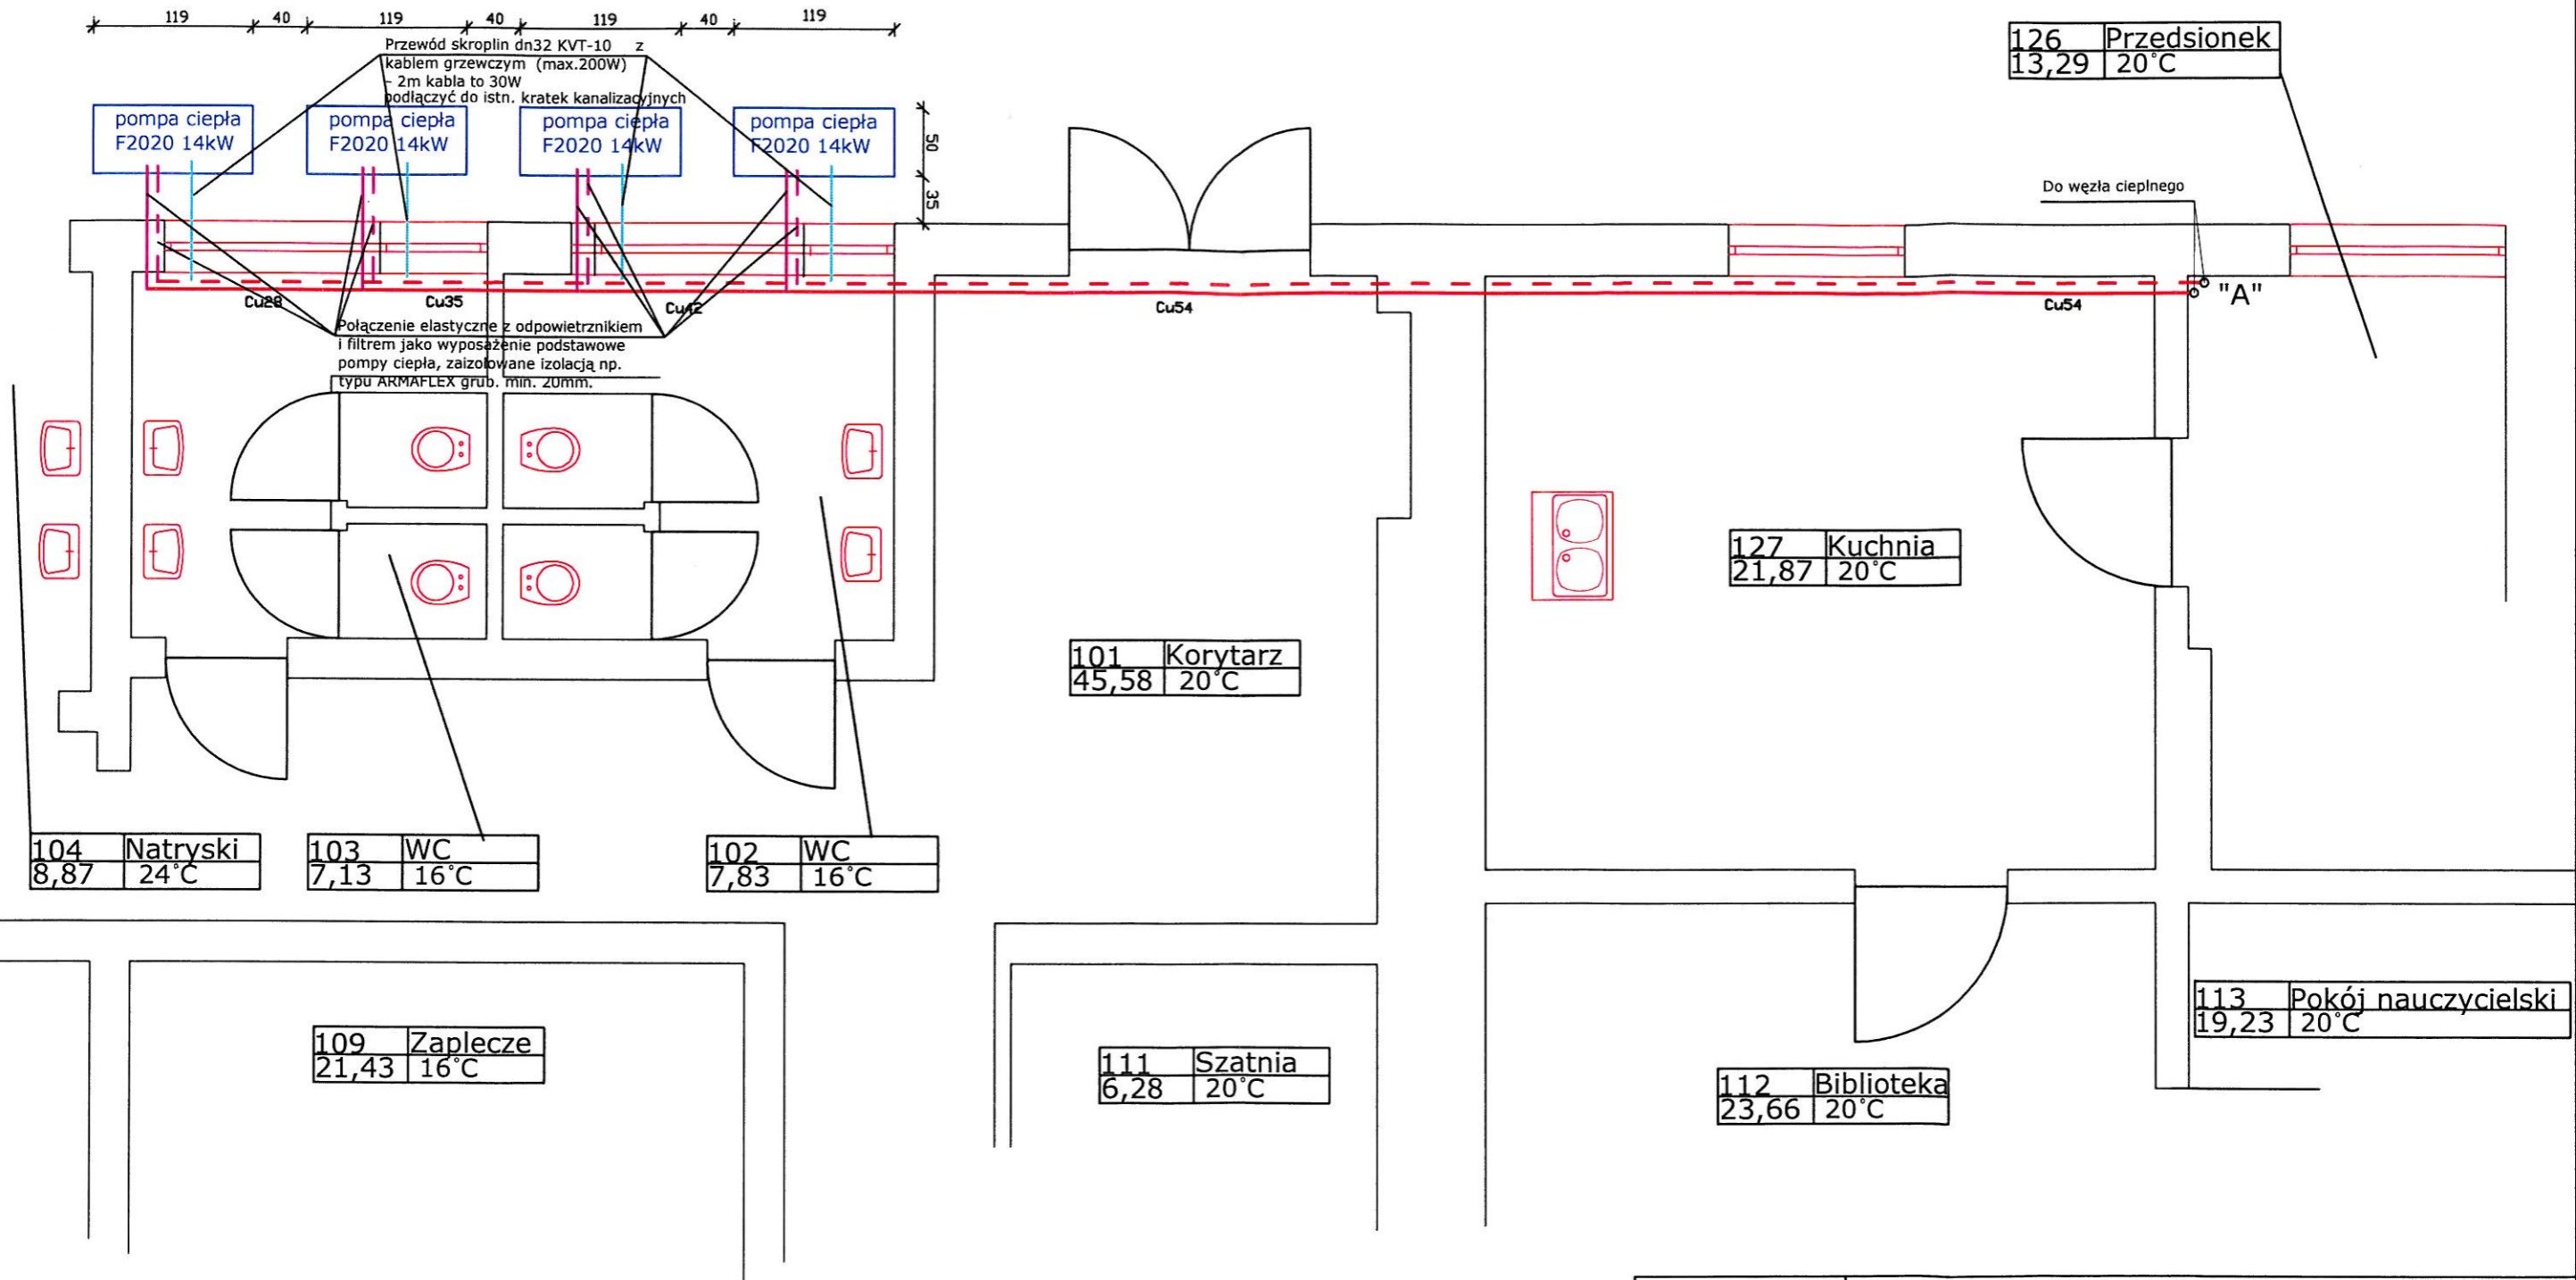 119 40 119 40 119 40 119
Przewód skroplin dn32 KVT-10 z
kablem grzewczym (max.200W)
- 2m kabla to 30W
podłączyć do istn. kratek kanalizacyjnych
pompa ciepła
F2020 14kW
pompa ciepła
F2020 14kW
pompa ciepła
F2020 14kW
pompa ciepła
F2020 14kW
50
35
126 Przedsionek
13,29 20°C
Do węzła cieplnego
"A"
Cu28
Cu35
Cu42
Cu54
Cu54
Połączenie elastyczne z odpowietrznikiem
i filtrem jako wyposażenie podstawowe
pompy ciepła, zaizolowane izolacją np.
typu ARMAFLEX grub. min. 20mm.
127 Kuchnia
21,87 20°C
101 Korytarz
45,58 20°C
104 Natryski
8,87 24°C
103 WC
7,13 16°C
102 WC
7,83 16°C
113 Pokój nauczycielski
19,23 20°C
109 Zaplecze
21,43 16°C
111 Szatnia
6,28 20°C
112 Biblioteka
23,66 20°C